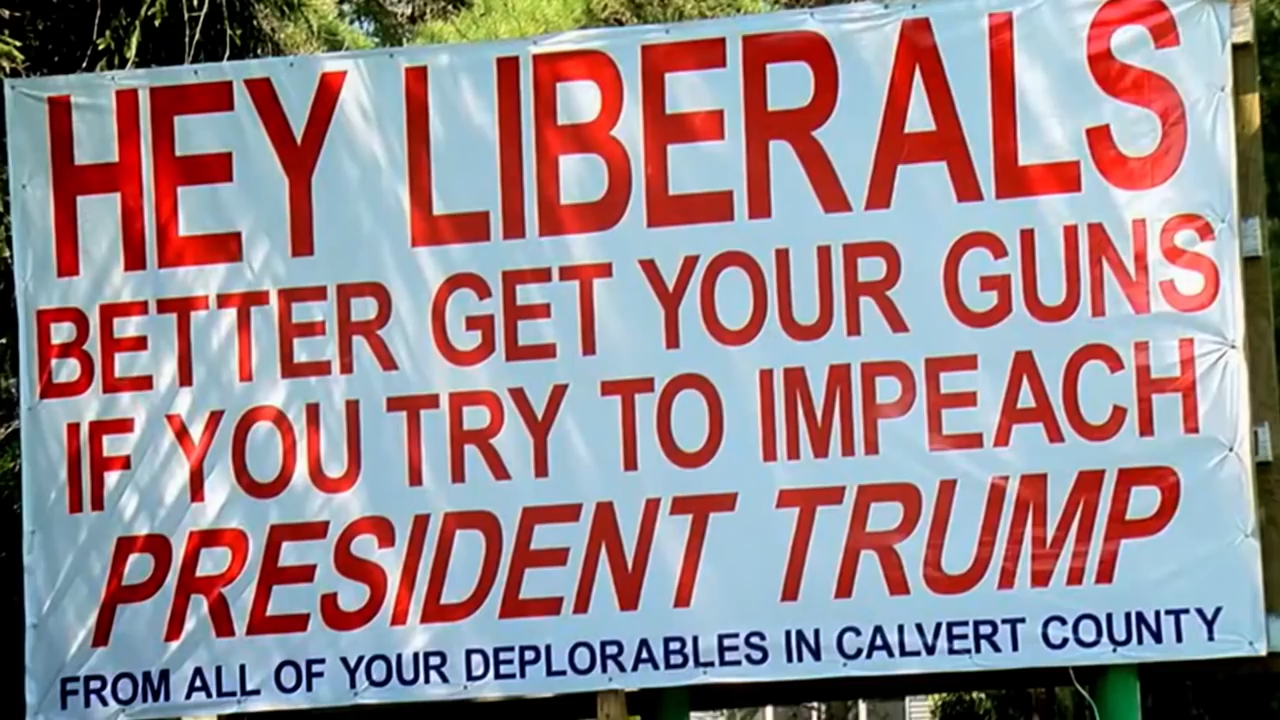 HEY LIBERALS
BETTER GET YOUR GUNS
IF YOU TRY TO IMPEACH
PRESIDENT TRUMP
FROM ALL OF YOUR DEPLORABLES IN CALVERT COUNTY